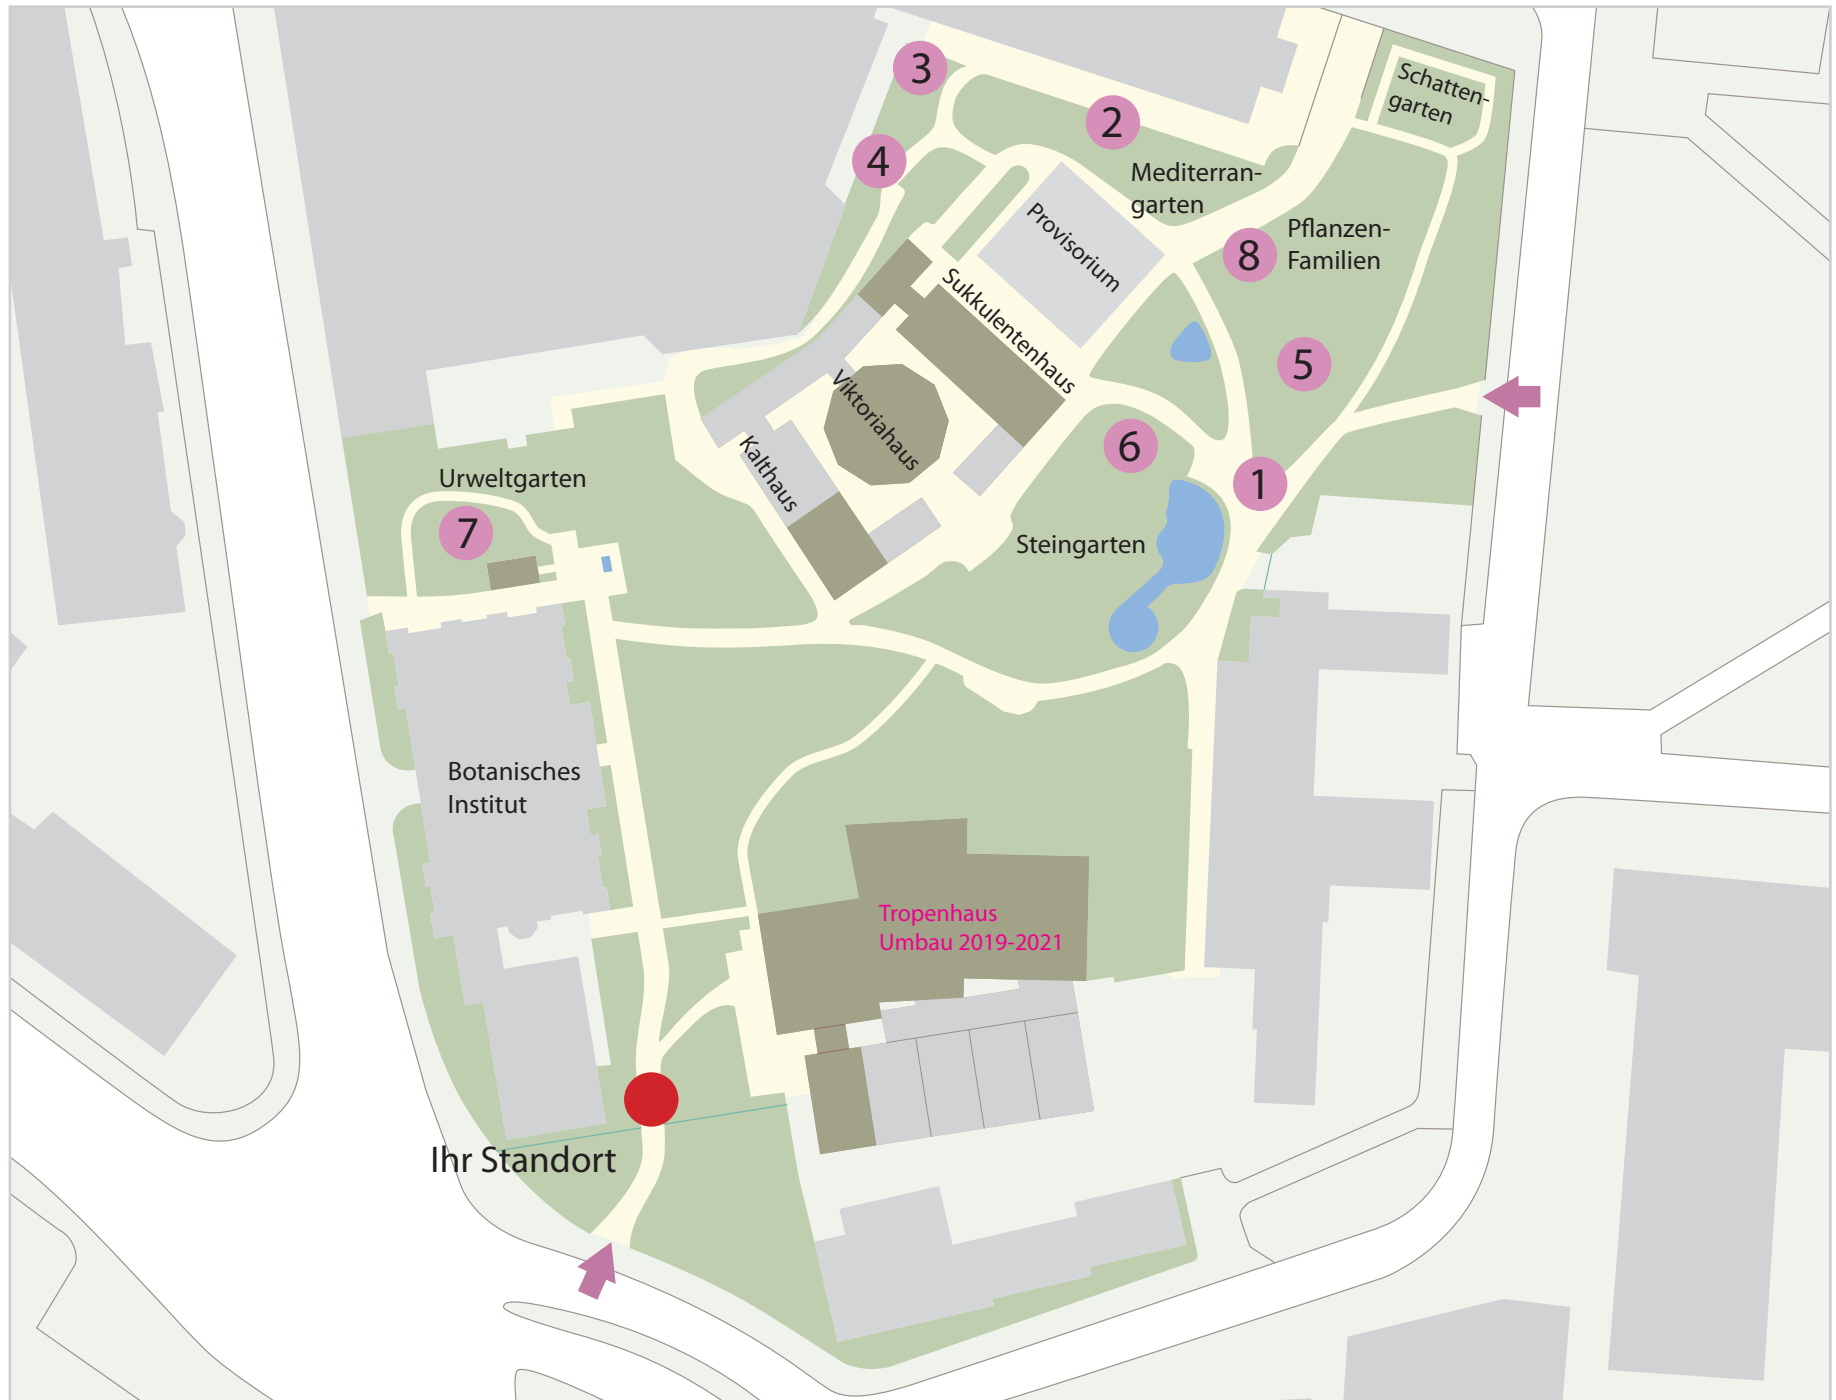 3
Schatten-
garten
2
4
Mediterran-
garten
Provisorium
Pflanzen-
Familien
8
Sukkulentenhaus
5
Viktoriahaus
6
Kalthaus
Urweltgarten
1
7
Steingarten
Botanisches
Institut
Tropenhaus
Umbau 2019-2021
Ihr Standort